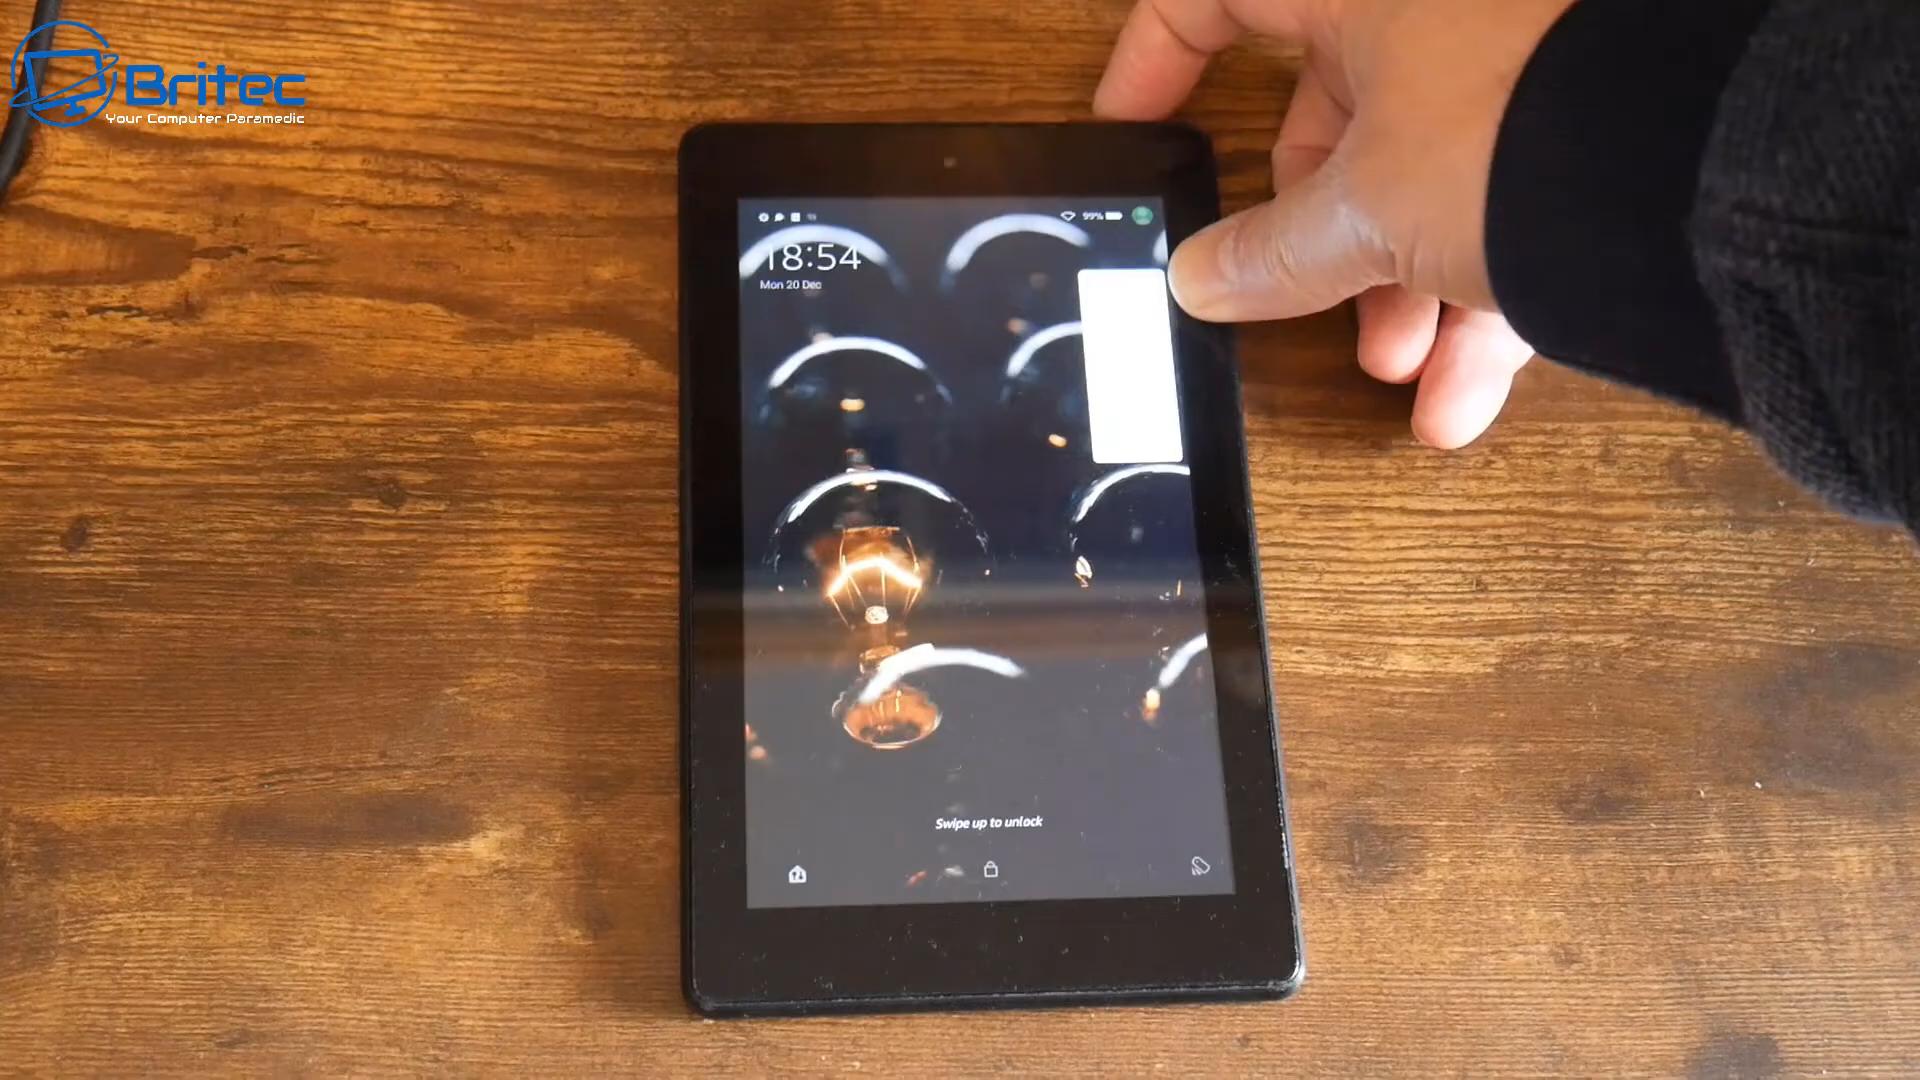 Britec
Your Computer Paramedic
99%
18:54
Mon 20 Dec
Swipe up to unlock